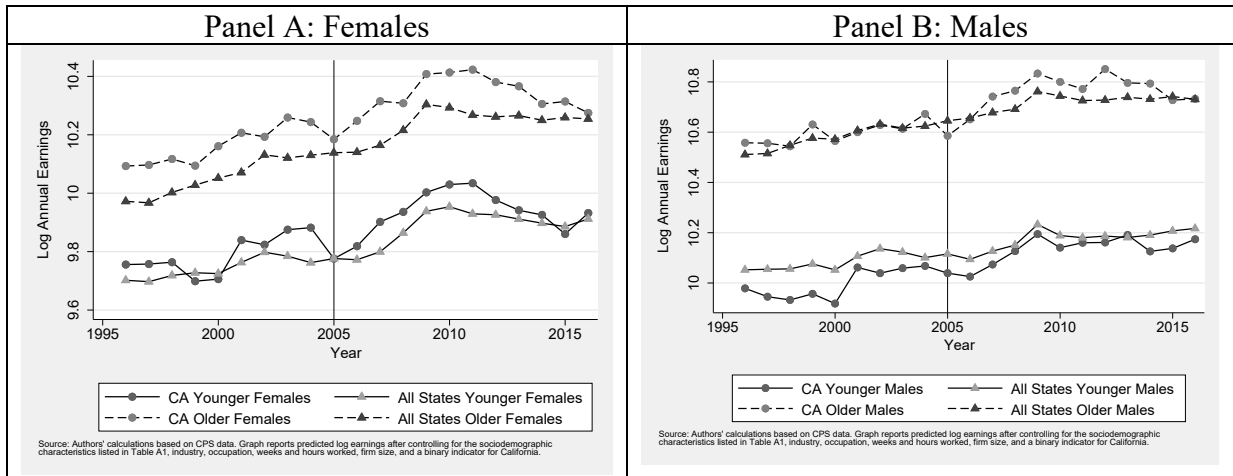 Panel A: Females
Panel B: Males
Log Annual Earnings
10.4
10.2
10
9.8
9.6
1995
2000
2005
2010
2015
Year
CA Younger Females
All States Younger Females
CA Older Females
All States Older Females
Source: Authors' calculations based on CPS data. Graph reports predicted log earnings after controlling for the sociodemographic
characteristics listed in Table A1, industry, occupation, weeks and hours worked, firm size, and a binary indicator for California.
Log Annual Earnings
10.8
10.6
10.4
10.2
10
1995
2000
2005
2010
2015
Year
CA Younger Males
All States Younger Males
CA Older Males
All States Older Males
Source: Authors' calculations based on CPS data. Graph reports predicted log earnings after controlling for the sociodemographic
characteristics listed in Table A1, industry, occupation, weeks and hours worked, firm size, and a binary indicator for California.